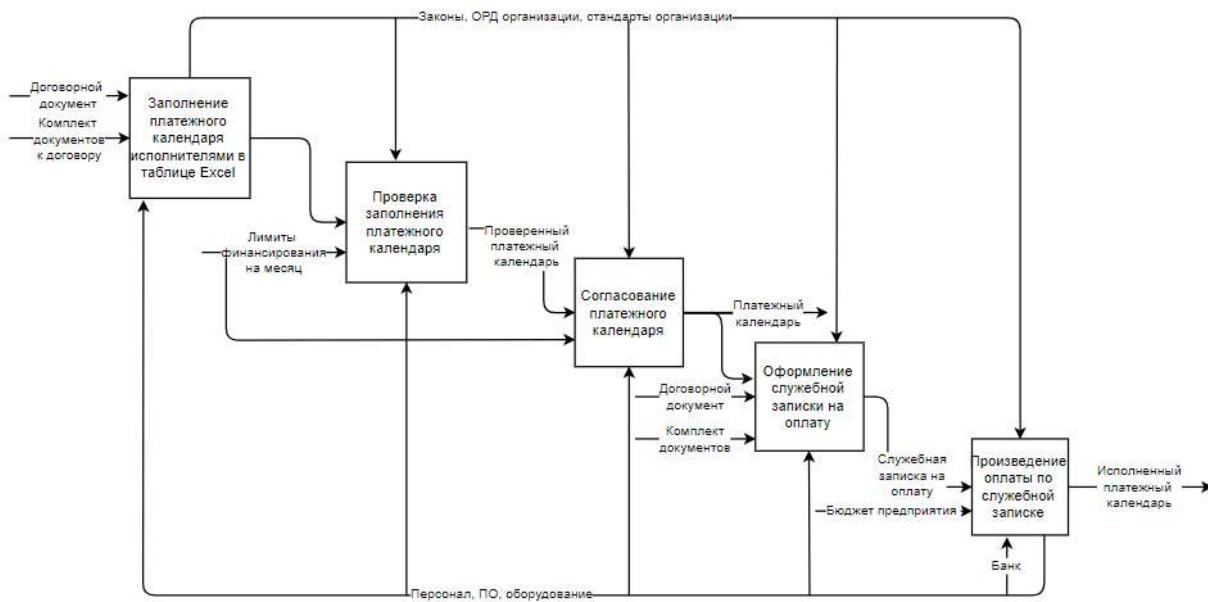 Законы, ОРД организации, стандарты организации
Договорной
документ
Комплект
документов
к договору
Заполнение
платежного
календаря
исполнителями в
таблице Excel
Проверка
заполнения
платежного
календаря
Лимиты
финансирования
на месяц
Проверенный
платежный
календарь
Согласование
платежного
календаря
Платежный
календарь
Договорной
документ
Комплект
документов
Оформление
служебной
записки на
оплату
Служебная
записка на
оплату
Бюджет предприятия
Произведение
оплаты по
служебной
записке
Исполненный
платежный
календарь
Банк
Персонал, ПО, оборудование